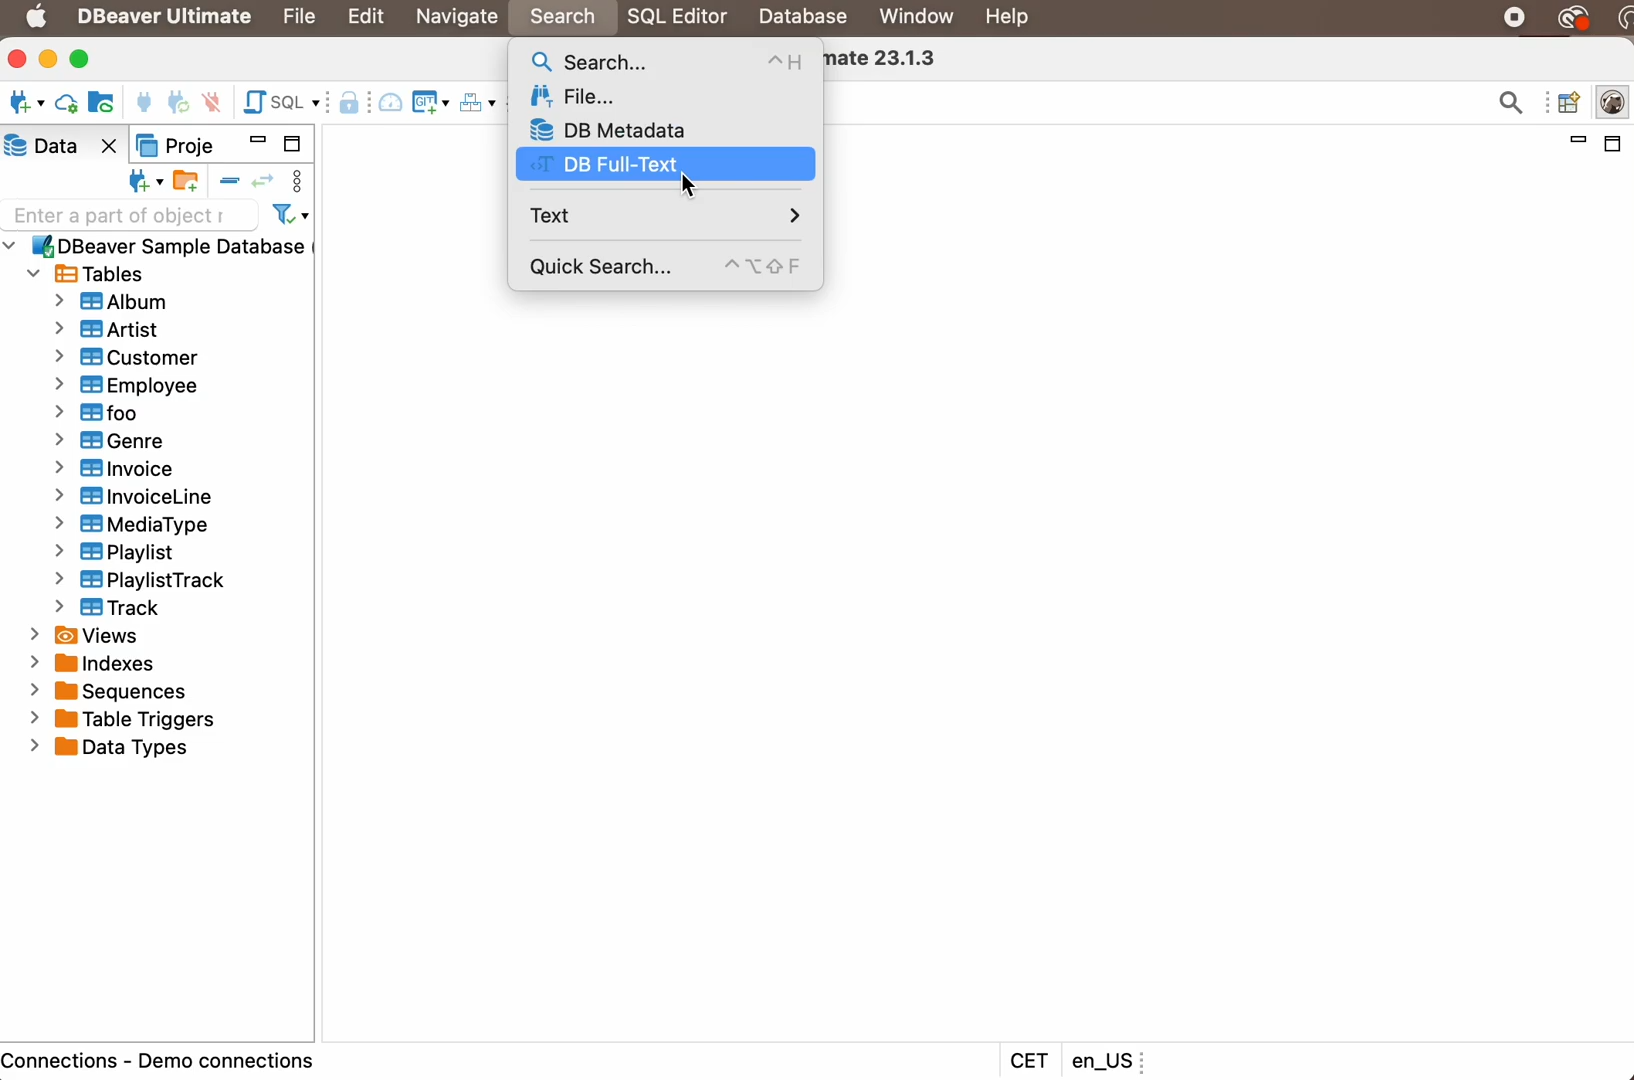 DBeaver Ultimate File Edit Navigate Search SQL Editor Database Window Help
mate 23.1.3
Search... ^ H
File...
DB Metadata
DB Full-Text
Text
Quick Search... ^⌥⇧F
SQL GIT
Data Proje
Enter a part of object r
DBeaver Sample Database (
Tables
Album
Artist
Customer
Employee
foo
Genre
Invoice
InvoiceLine
MediaType
Playlist
PlaylistTrack
Track
Views
Indexes
Sequences
Table Triggers
Data Types
Connections - Demo connections CET en_US